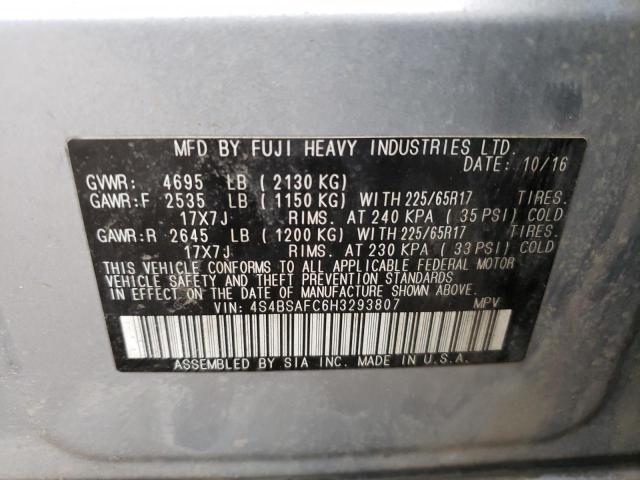 MFD BY FUJI HEAVY INDUSTRIES LTD.
DATE: 10/16
GVWR: 4695 LB ( 2130 KG)
GAWR:F 2535 LB ( 1150 KG) WITH 225/65R17 TIRES.
17X7J RIMS. AT 240 KPA ( 35 PSI) COLD
GAWR:R 2645 LB ( 1200 KG) WITH 225/65R17 TIRES.
17X7J RIMS. AT 230 KPA ( 33 PSI) COLD
THIS VEHICLE CONFORMS TO ALL APPLICABLE FEDERAL MOTOR
VEHICLE SAFETY AND THEFT PREVENTION STANDARDS
IN EFFECT ON THE DATE OF MANUFACTURE SHOWN ABOVE.
VIN: 4S4BSAFC6H3293807 MPV
ASSEMBLED BY SIA INC. MADE IN U.S.A.